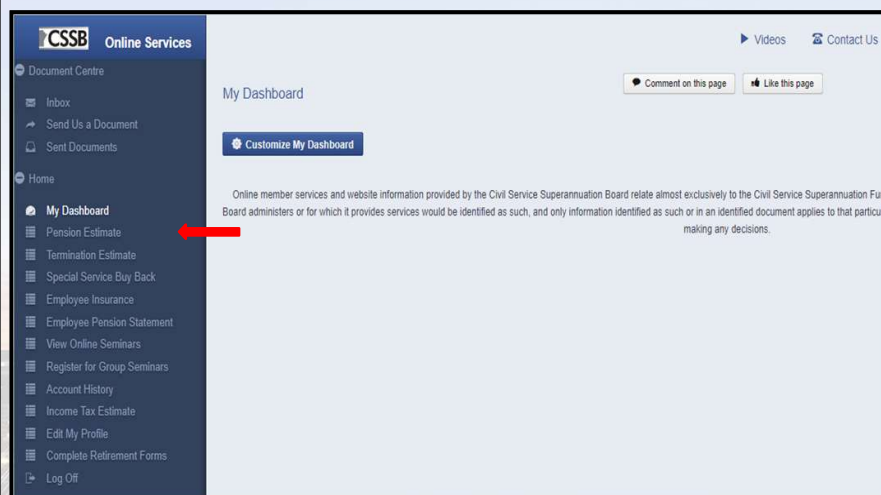 CSSB Online Services
Document Centre
Inbox
Send Us a Document
Sent Documents
Home
My Dashboard
Pension Estimate
Termination Estimate
Special Service Buy Back
Employee Insurance
Employee Pension Statement
View Online Seminars
Register for Group Seminars
Account History
Income Tax Estimate
Edit My Profile
Complete Retirement Forms
Log Off
Videos Contact Us
My Dashboard
Comment on this page Like this page
Customize My Dashboard
Online member services and website information provided by the Civil Service Superannuation Board relate almost exclusively to the Civil Service Superannuation Fu
Board administers or for which it provides services would be identified as such, and only information identified as such or in an identified document applies to that particu
making any decisions.